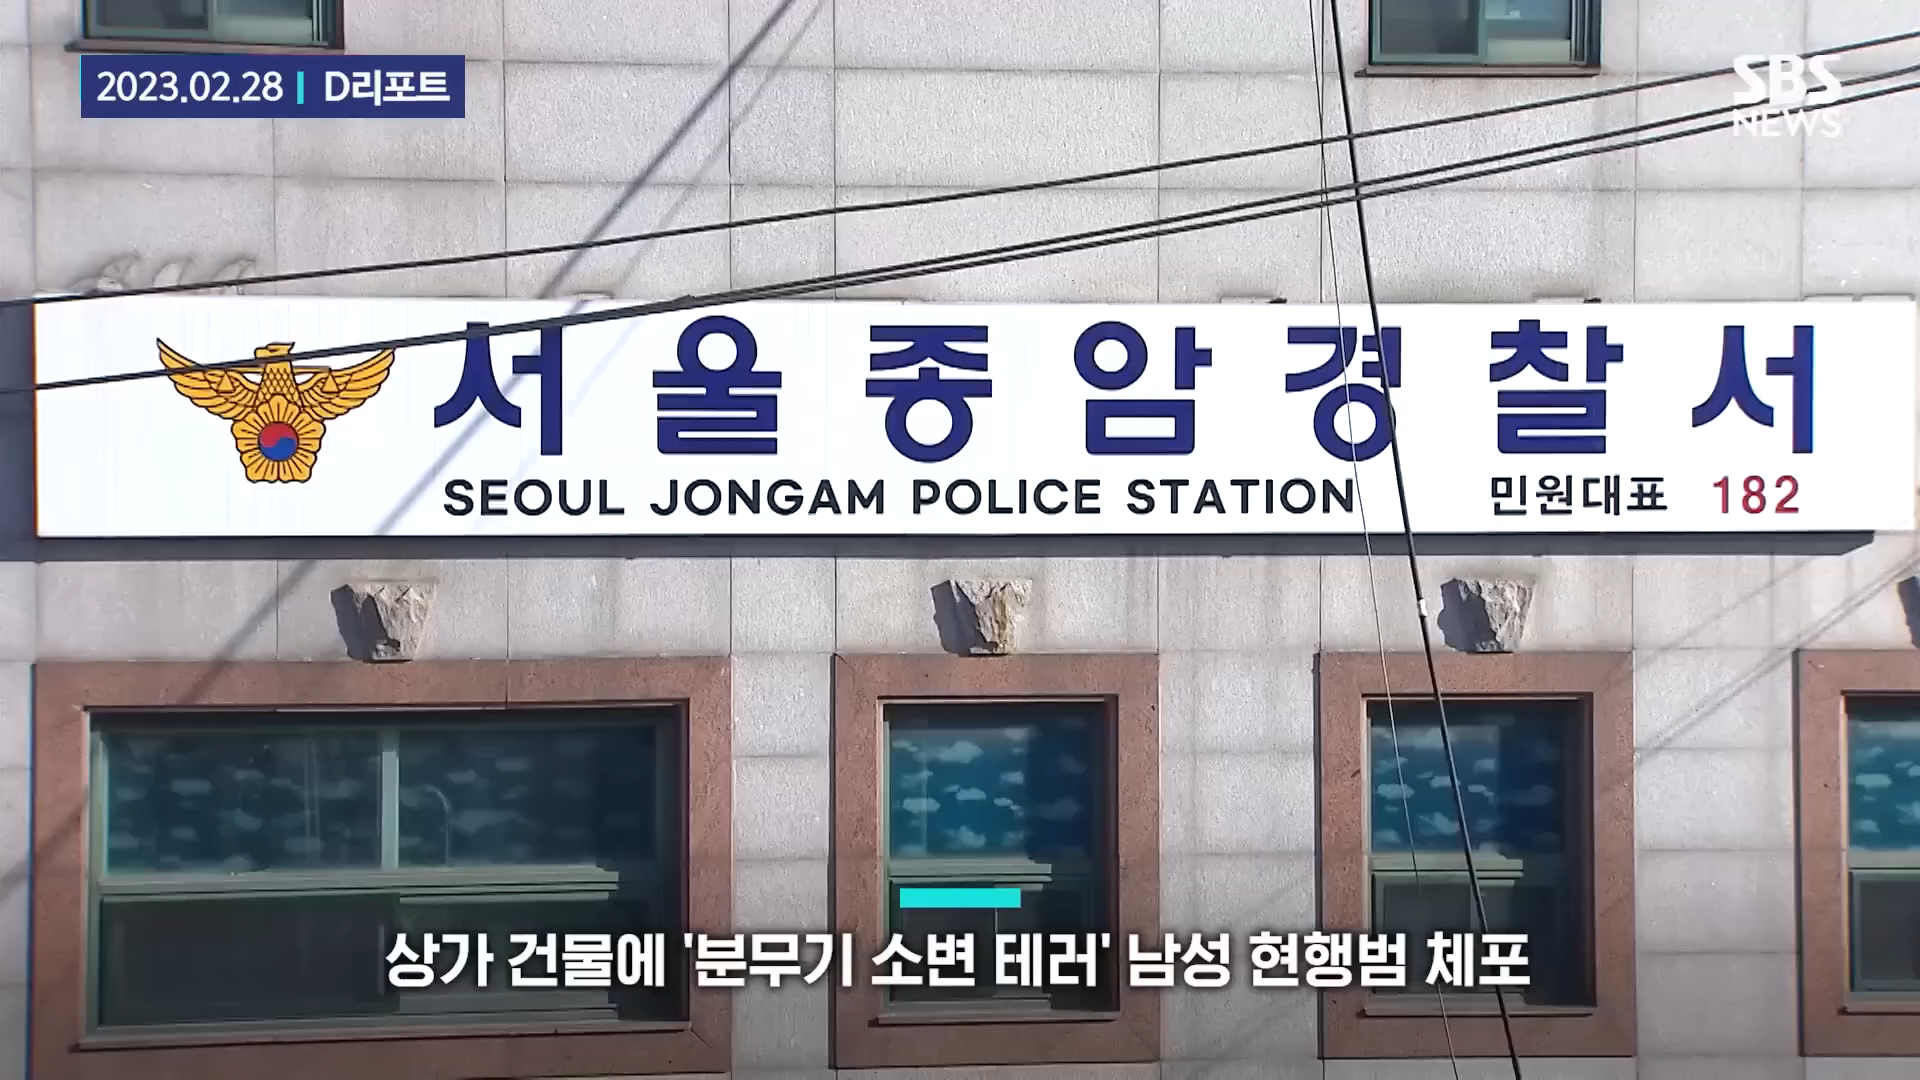 2023.02.28 | D리포트
SBS
NEWS
서울종암경찰서
SEOUL JONGAM POLICE STATION
민원대표 182
상가 건물에 '분무기 소변 테러' 남성 현행범 체포